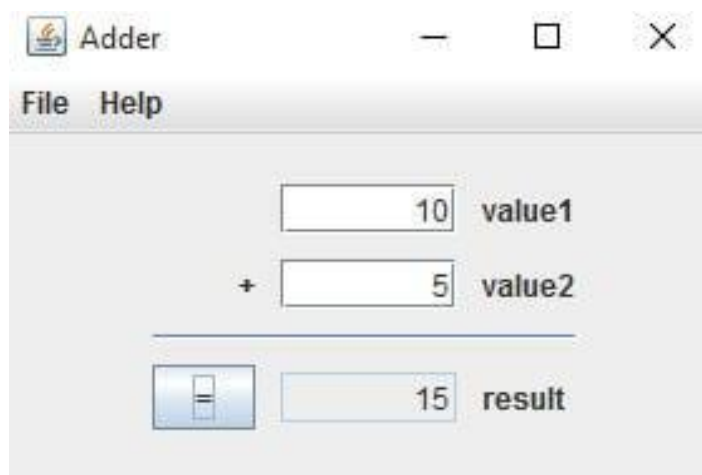 Adder
File Help
10 value1
+ 5 value2
= 15 result